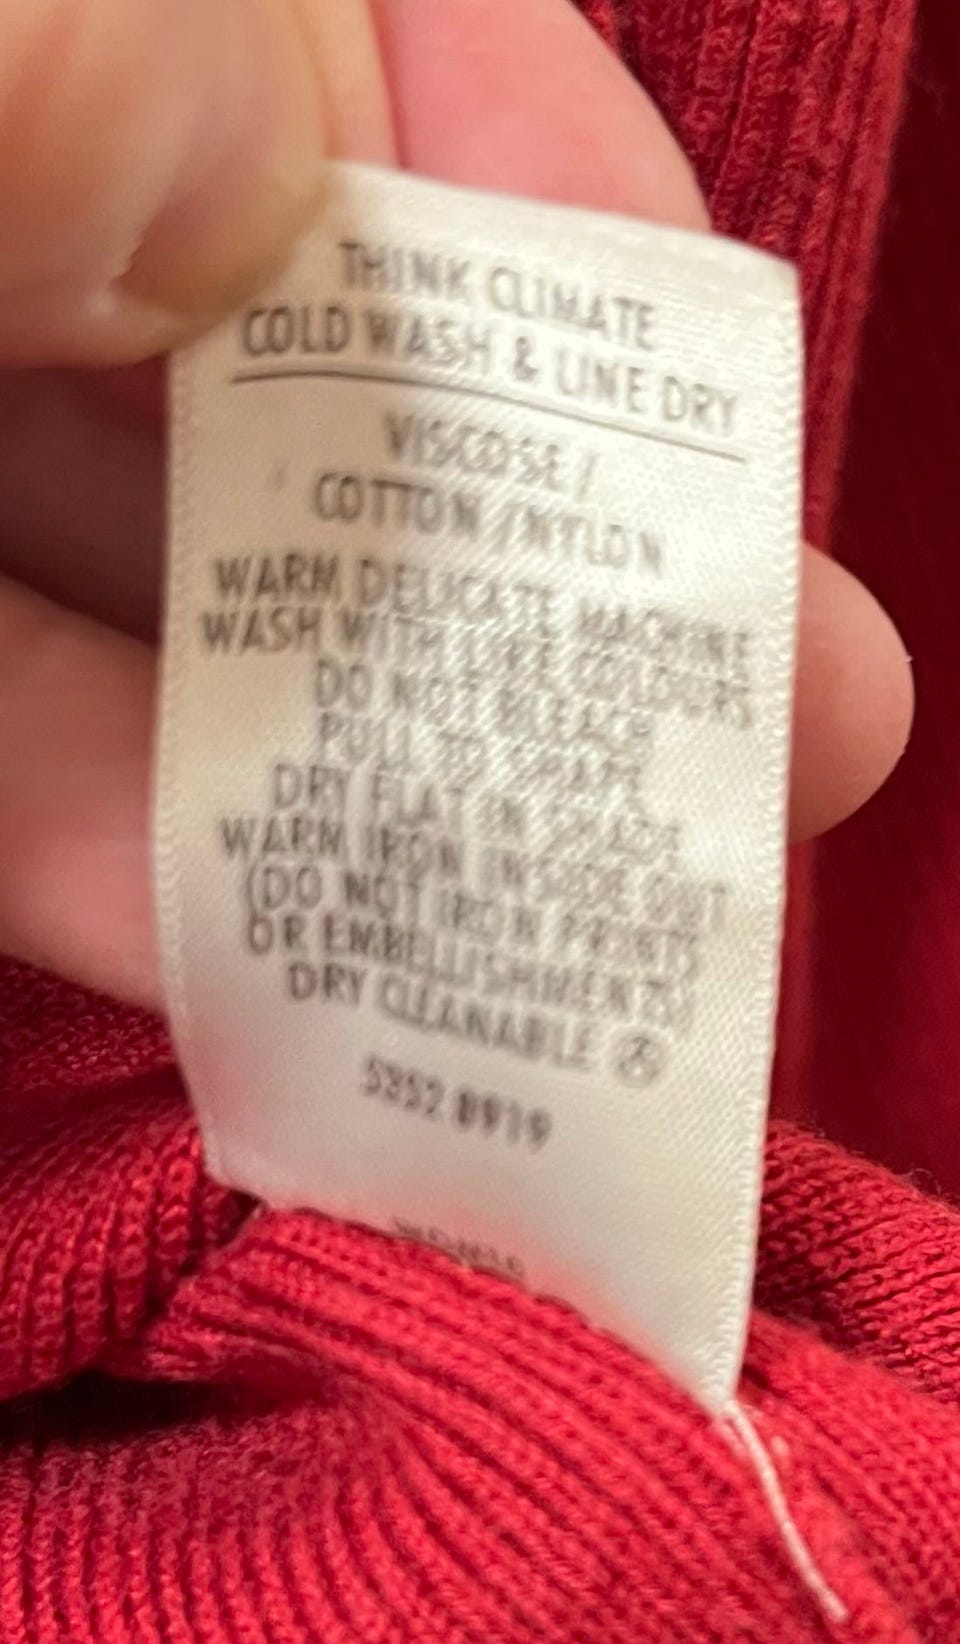 THINK CLIMATE
COLD WASH & LINE DRY
VISCOSE/
COTTON/NYLON
WARM DELICATE MACHINE
WASH WITH LIKE COLOURS
DO NOT BLEACH
PULL TO SHAPE
DRY FLAT IN SHADE
WARM IRON INSIDE OUT
(DO NOT IRON PRINTS
OR EMBELLISHMENTS)
DRY CLEANABLE
0919